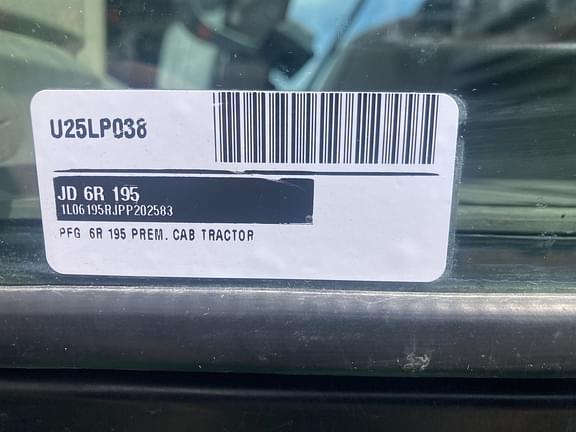 U25LP038
JD 6R 195
1L06195RJPP202583
PFG 6R 195 PREM. CAB TRACTOR